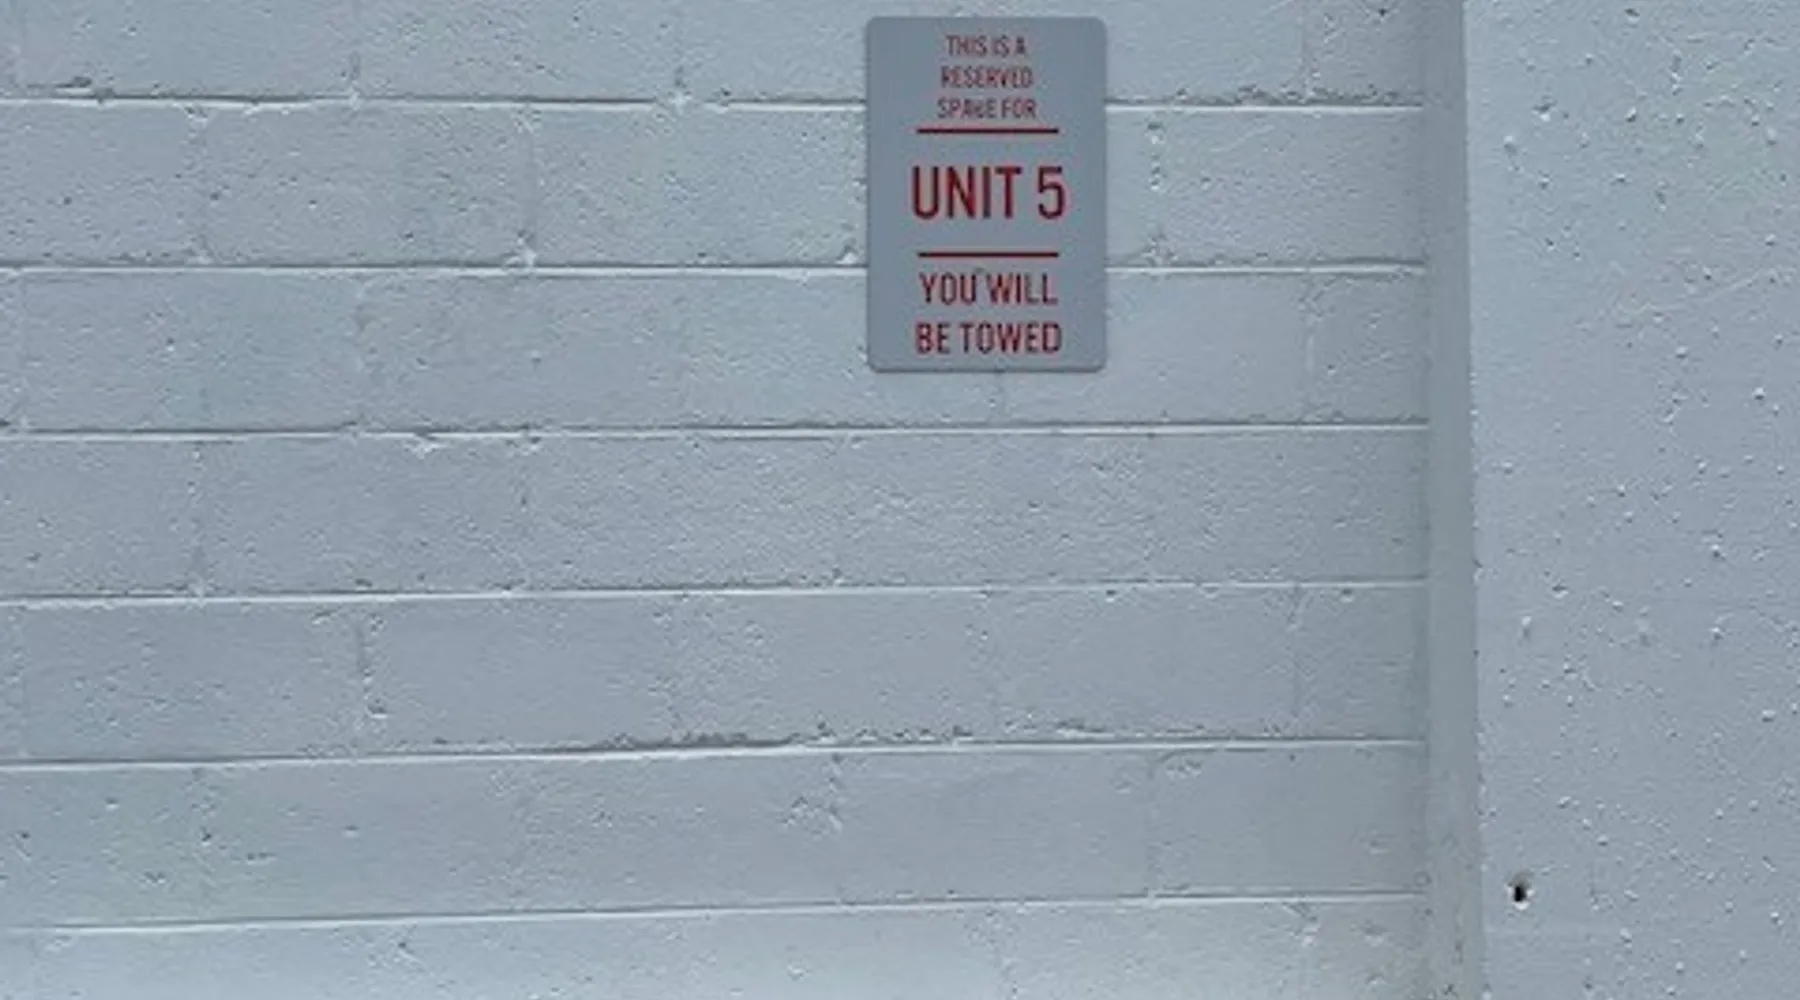 THIS IS A
RESERVED
SPACE FOR
UNIT 5
YOU WILL
BE TOWED